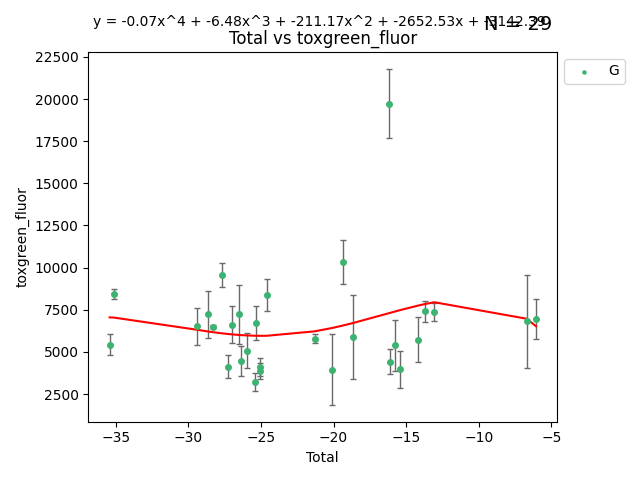 y = -0.07x^4 + -6.48x^3 + -211.17x^2 + -2652.53x +
N = 29
Total vs toxgreen_fluor
G
22500
20000
17500
15000
12500
10000
7500
5000
2500
toxgreen_fluor
−35 −30 −25 −20 −15 −10 −5
Total